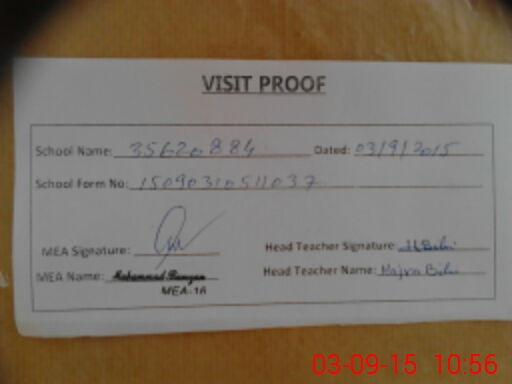 VISIT PROOF
School Name: 35620884 Dated: 03/9/2015
School Form No: 15090310511037
MEA Signature: Head Teacher Signature: H Bibi
MEA Name: Muhammad Ramzan Head Teacher Name: Hajra Bibi
MEA-16
03-09-15 10:56